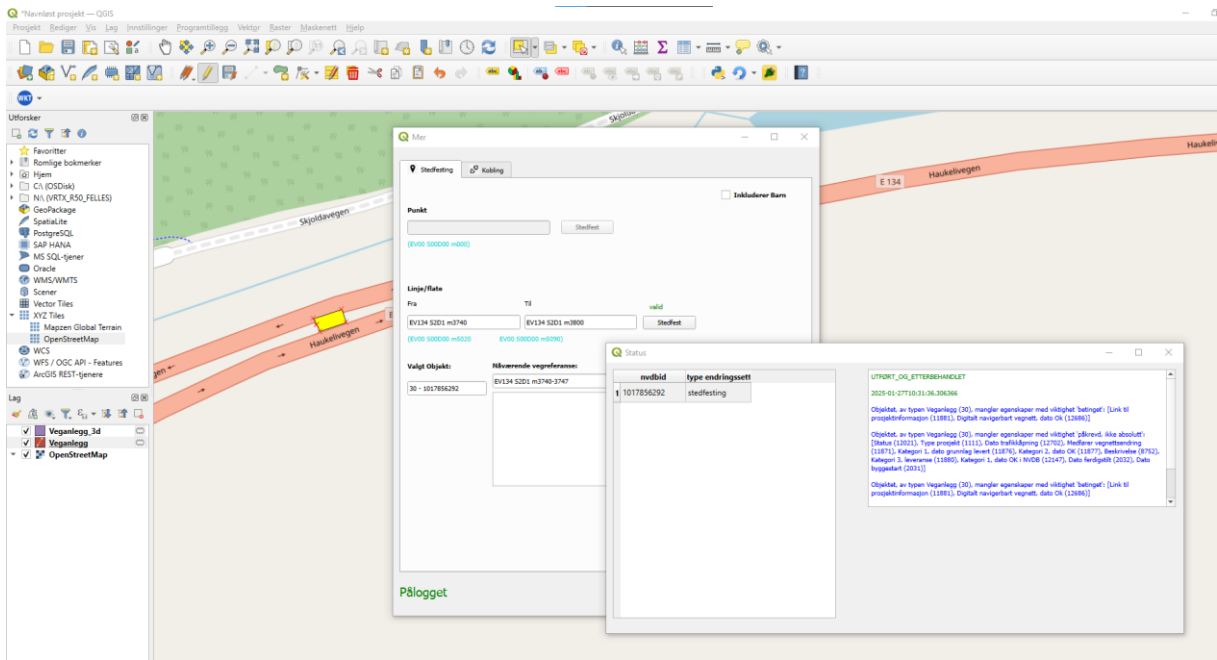 *Navnløst prosjekt — QGIS
Prosjekt Rediger Vis Lag Innstillinger Programtillegg Vektor Raster Maskenett Hjelp
abc
WKT
Utforsker
Favoritter
Romlige bokmerker
Hjem
C:\ (OSDisk)
N:\ (VRTX_R50_FELLES)
GeoPackage
SpatiaLite
PostgreSQL
SAP HANA
MS SQL-tjener
Oracle
WMS/WMTS
Scener
Vector Tiles
XYZ Tiles
Mapzen Global Terrain
OpenStreetMap
WCS
WFS / OGC API - Features
ArcGIS REST-tjenere
Lag
Veganlegg_3d
Veganlegg
OpenStreetMap
Skjoldavegen
Haukelivegen
E 134
Haukelivegen
Mer
Stedfesting Kobling
Inkluderer Barn
Punkt
Stedfest
(EV00 S00D00 m000)
Linje/flate
Fra Til valid
EV134 S2D1 m3740 EV134 S2D1 m3800 Stedfest
(EV00 S00D00 m5020 EV00 S00D00 m5090)
Valgt Objekt: Nåværende vegreferanse:
30 - 1017856292 EV134 S2D1 m3740-3747
Pålogget
Status
nvdbid type endringssett
1 1017856292 stedfesting
UTFØRT_OG_ETTERBEHANDLET
2025-01-27T10:31:36.306366
Objektet, av typen Veganlegg (30), mangler egenskaper med viktighet 'betinget': [Link til
prosjektinformasjon (11881), Digitalt navigerbart vegnett, dato Ok (12686)]
Objektet, av typen Veganlegg (30), mangler egenskaper med viktighet 'påkrevd, ikke absolutt':
[Status (12021), Type prosjekt (1111), Dato trafikkåpning (12702), Medfører vegnettsendring
(11871), Kategori 1, dato grunnlag levert (11876), Kategori 2, dato OK (11877), Beskrivelse (8752),
Kategori 3, leveranse (11880), Kategori 1, dato OK i NVDB (12147), Dato ferdigstilt (2032), Dato
byggestart (2031)]
Objektet, av typen Veganlegg (30), mangler egenskaper med viktighet 'betinget': [Link til
prosjektinformasjon (11881), Digitalt navigerbart vegnett, dato Ok (12686)]